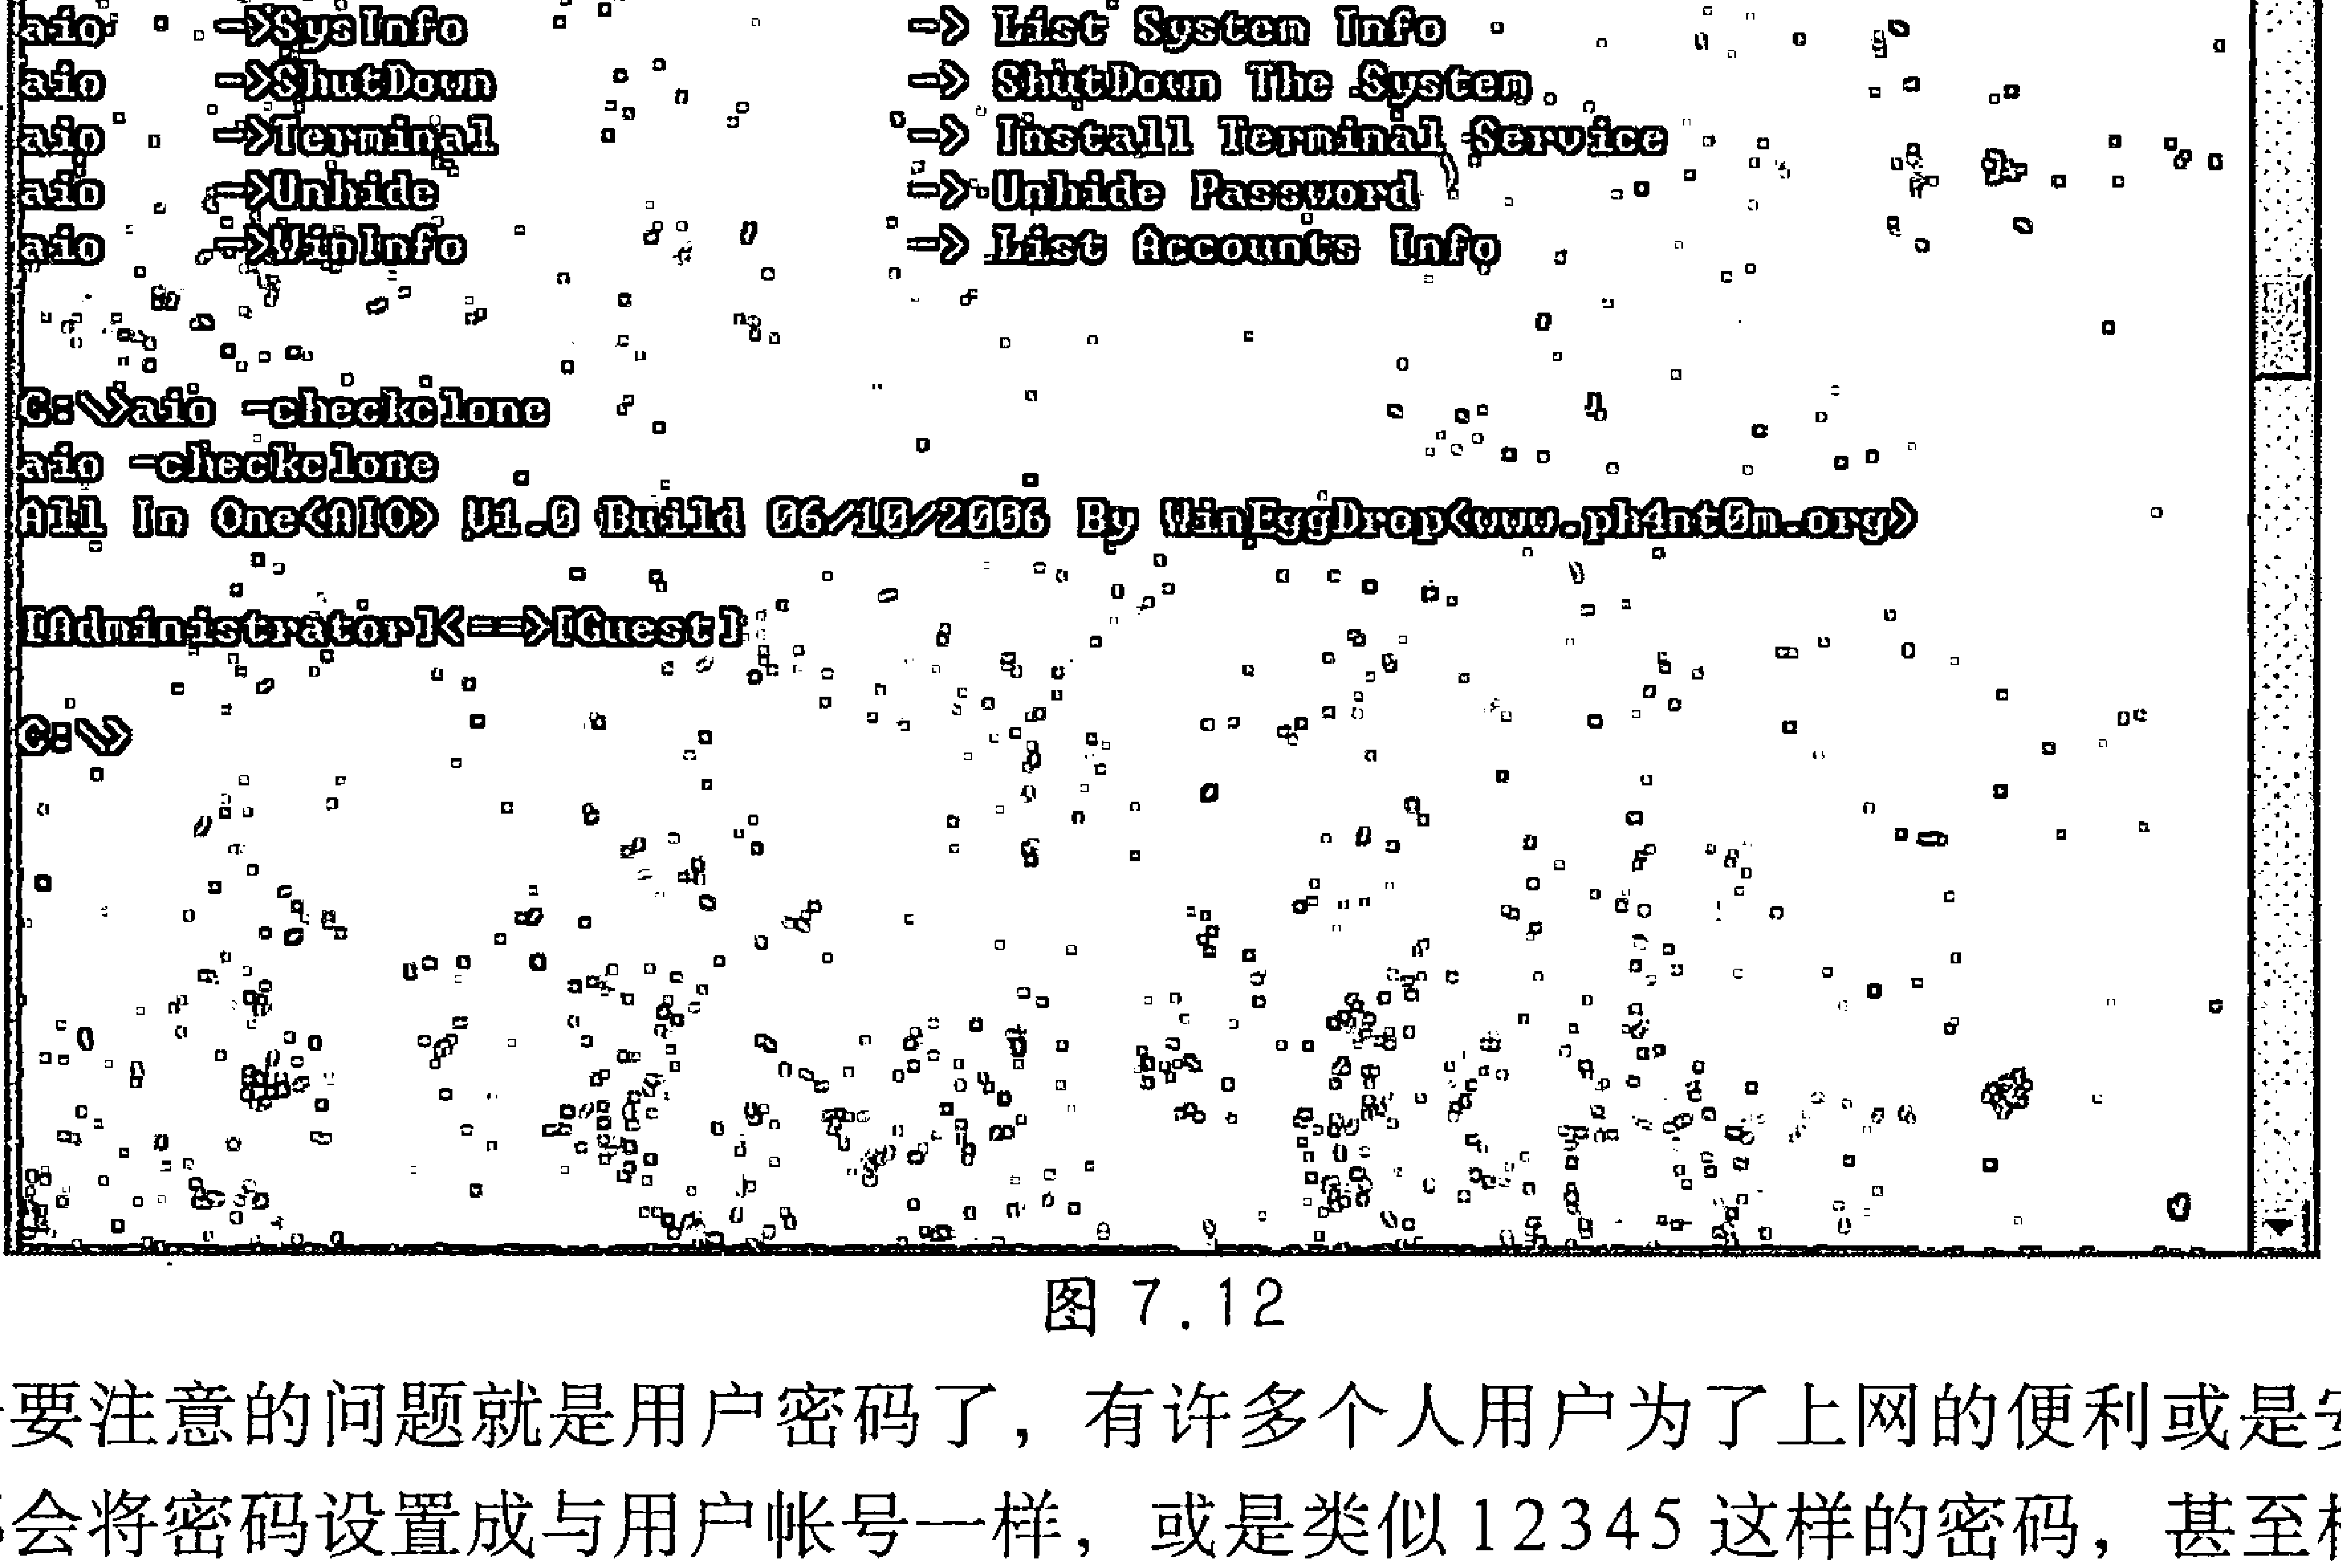 aio ->SysInfo -> List System Info
aio ->ShutDown -> ShutDown The System
aio ->Terminal -> Install Terminal Service
aio ->Unhide -> Unhide Password
aio ->WinInfo -> List Accounts Info
C:\>aio -checkclone
aio -checkclone
All In One<AIO> V1.0 Build 06/10/2006 By WinEggDrop<www.ph4nt0m.org>
[Administrator]<==>[Guest]
C:\>
图 7.12
要注意的问题就是用户密码了，有许多个人用户为了上网的便利或是
会将密码设置成与用户帐号一样，或是类似12345这样的密码，甚至